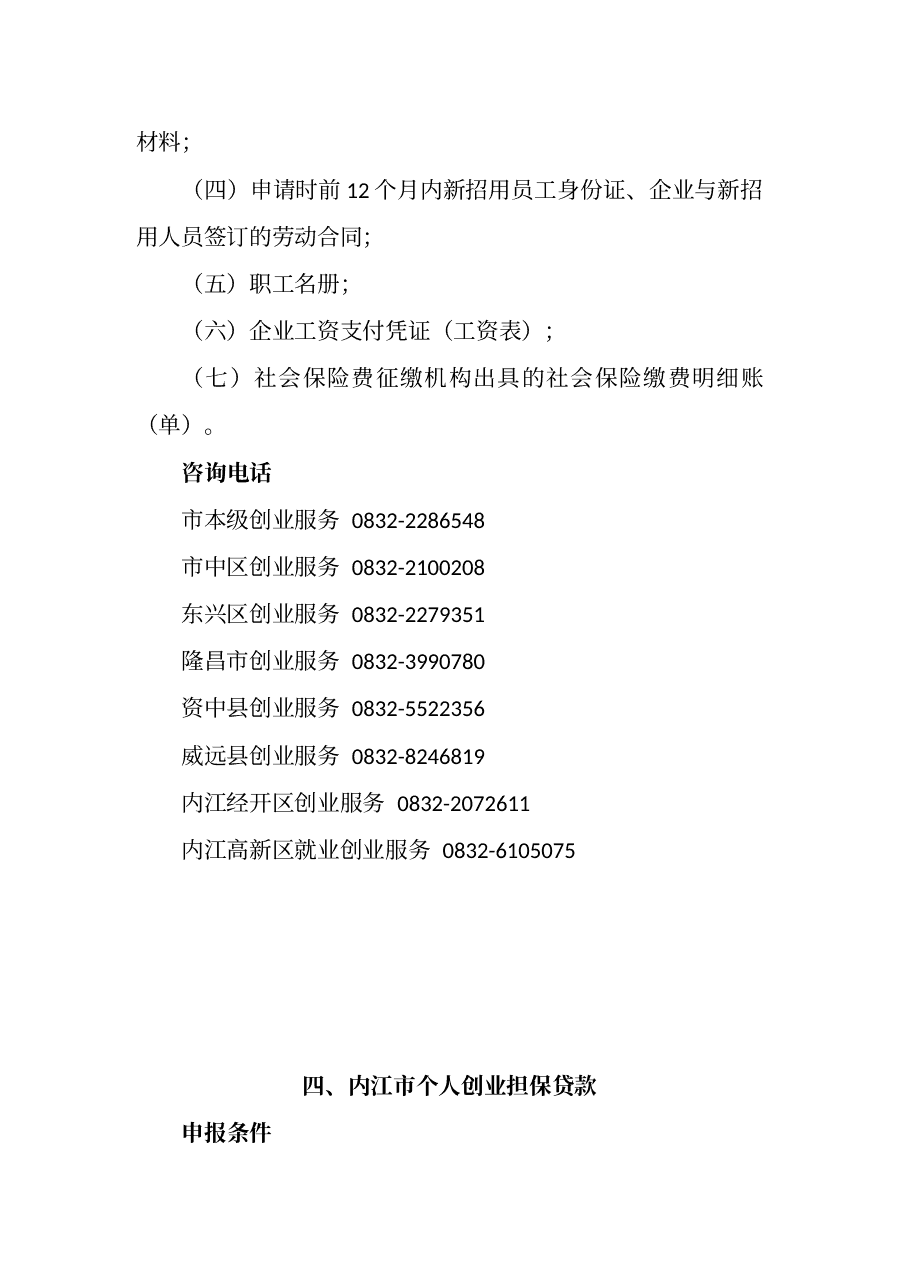 材料；
（四）申请时前 12 个月内新招用员工身份证、企业与新招
用人员签订的劳动合同；
（五）职工名册；
（六）企业工资支付凭证（工资表）；
（七）社会保险费征缴机构出具的社会保险缴费明细账
（单）。
咨询电话
市本级创业服务 0832-2286548
市中区创业服务 0832-2100208
东兴区创业服务 0832-2279351
隆昌市创业服务 0832-3990780
资中县创业服务 0832-5522356
威远县创业服务 0832-8246819
内江经开区创业服务 0832-2072611
内江高新区就业创业服务 0832-6105075
四、内江市个人创业担保贷款
申报条件